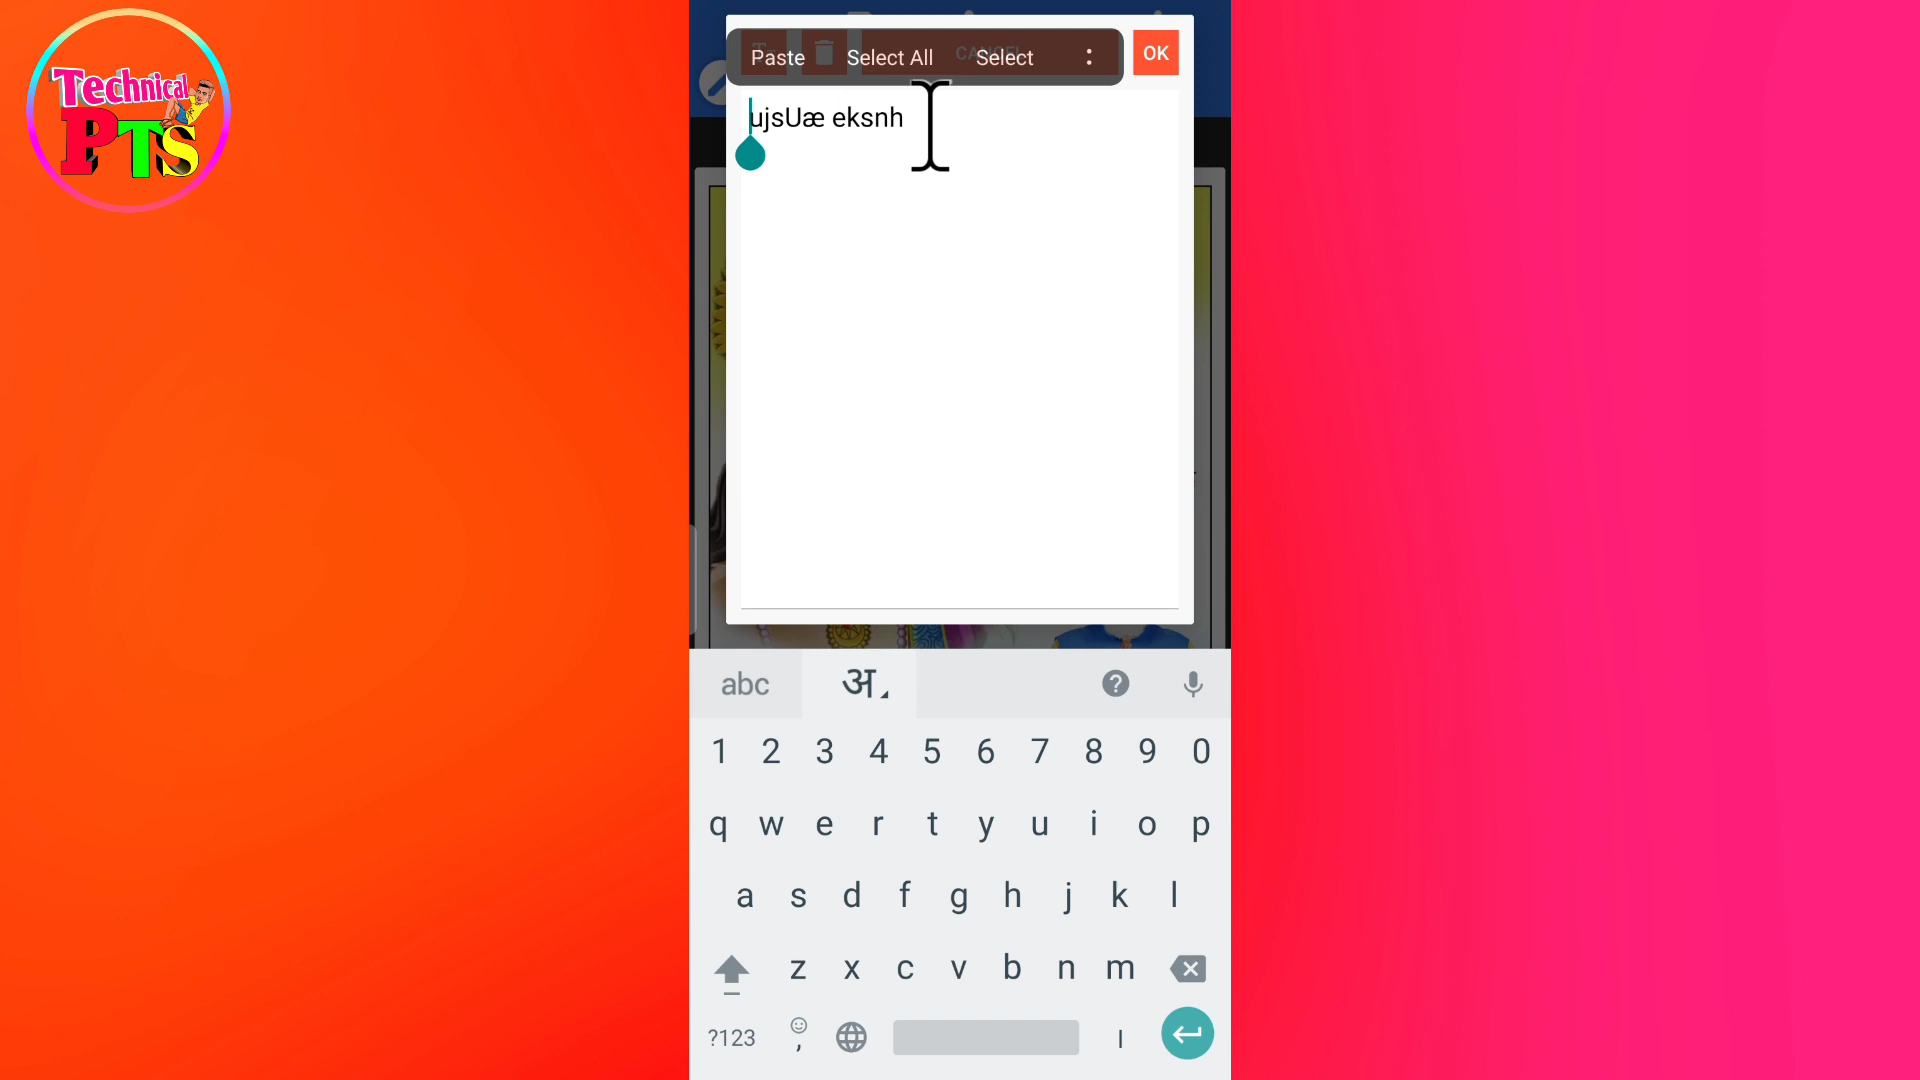 Technical
PTS
Paste Select All Select OK
ujsUæ eksnh
abc अ
1 2 3 4 5 6 7 8 9 0
q w e r t y u i o p
a s d f g h j k l
z x c v b n m
?123 , ।